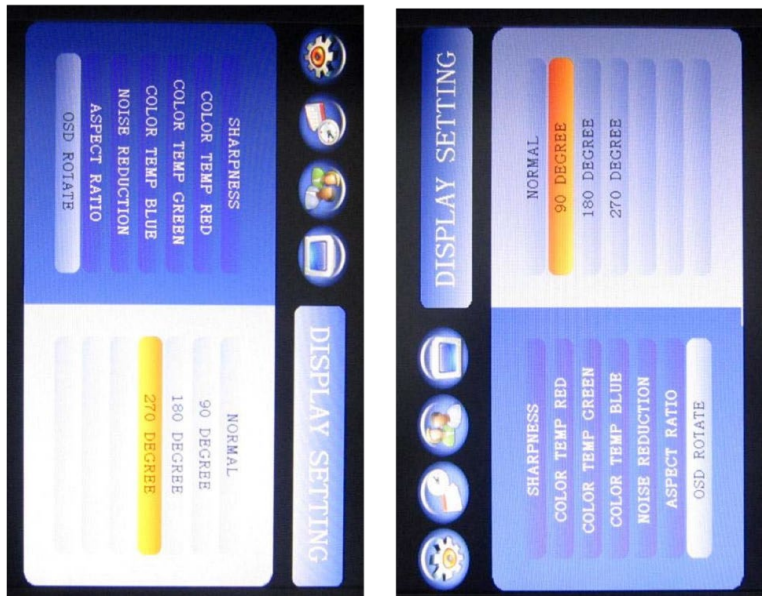 DISPLAY SETTING
SHARPNESS
COLOR TEMP RED
COLOR TEMP GREEN
COLOR TEMP BLUE
NOISE REDUCTION
ASPECT RATIO
OSD ROTATE
NORMAL
90 DEGREE
180 DEGREE
270 DEGREE
DISPLAY SETTING
SHARPNESS
COLOR TEMP RED
COLOR TEMP GREEN
COLOR TEMP BLUE
NOISE REDUCTION
ASPECT RATIO
OSD ROTATE
NORMAL
90 DEGREE
180 DEGREE
270 DEGREE